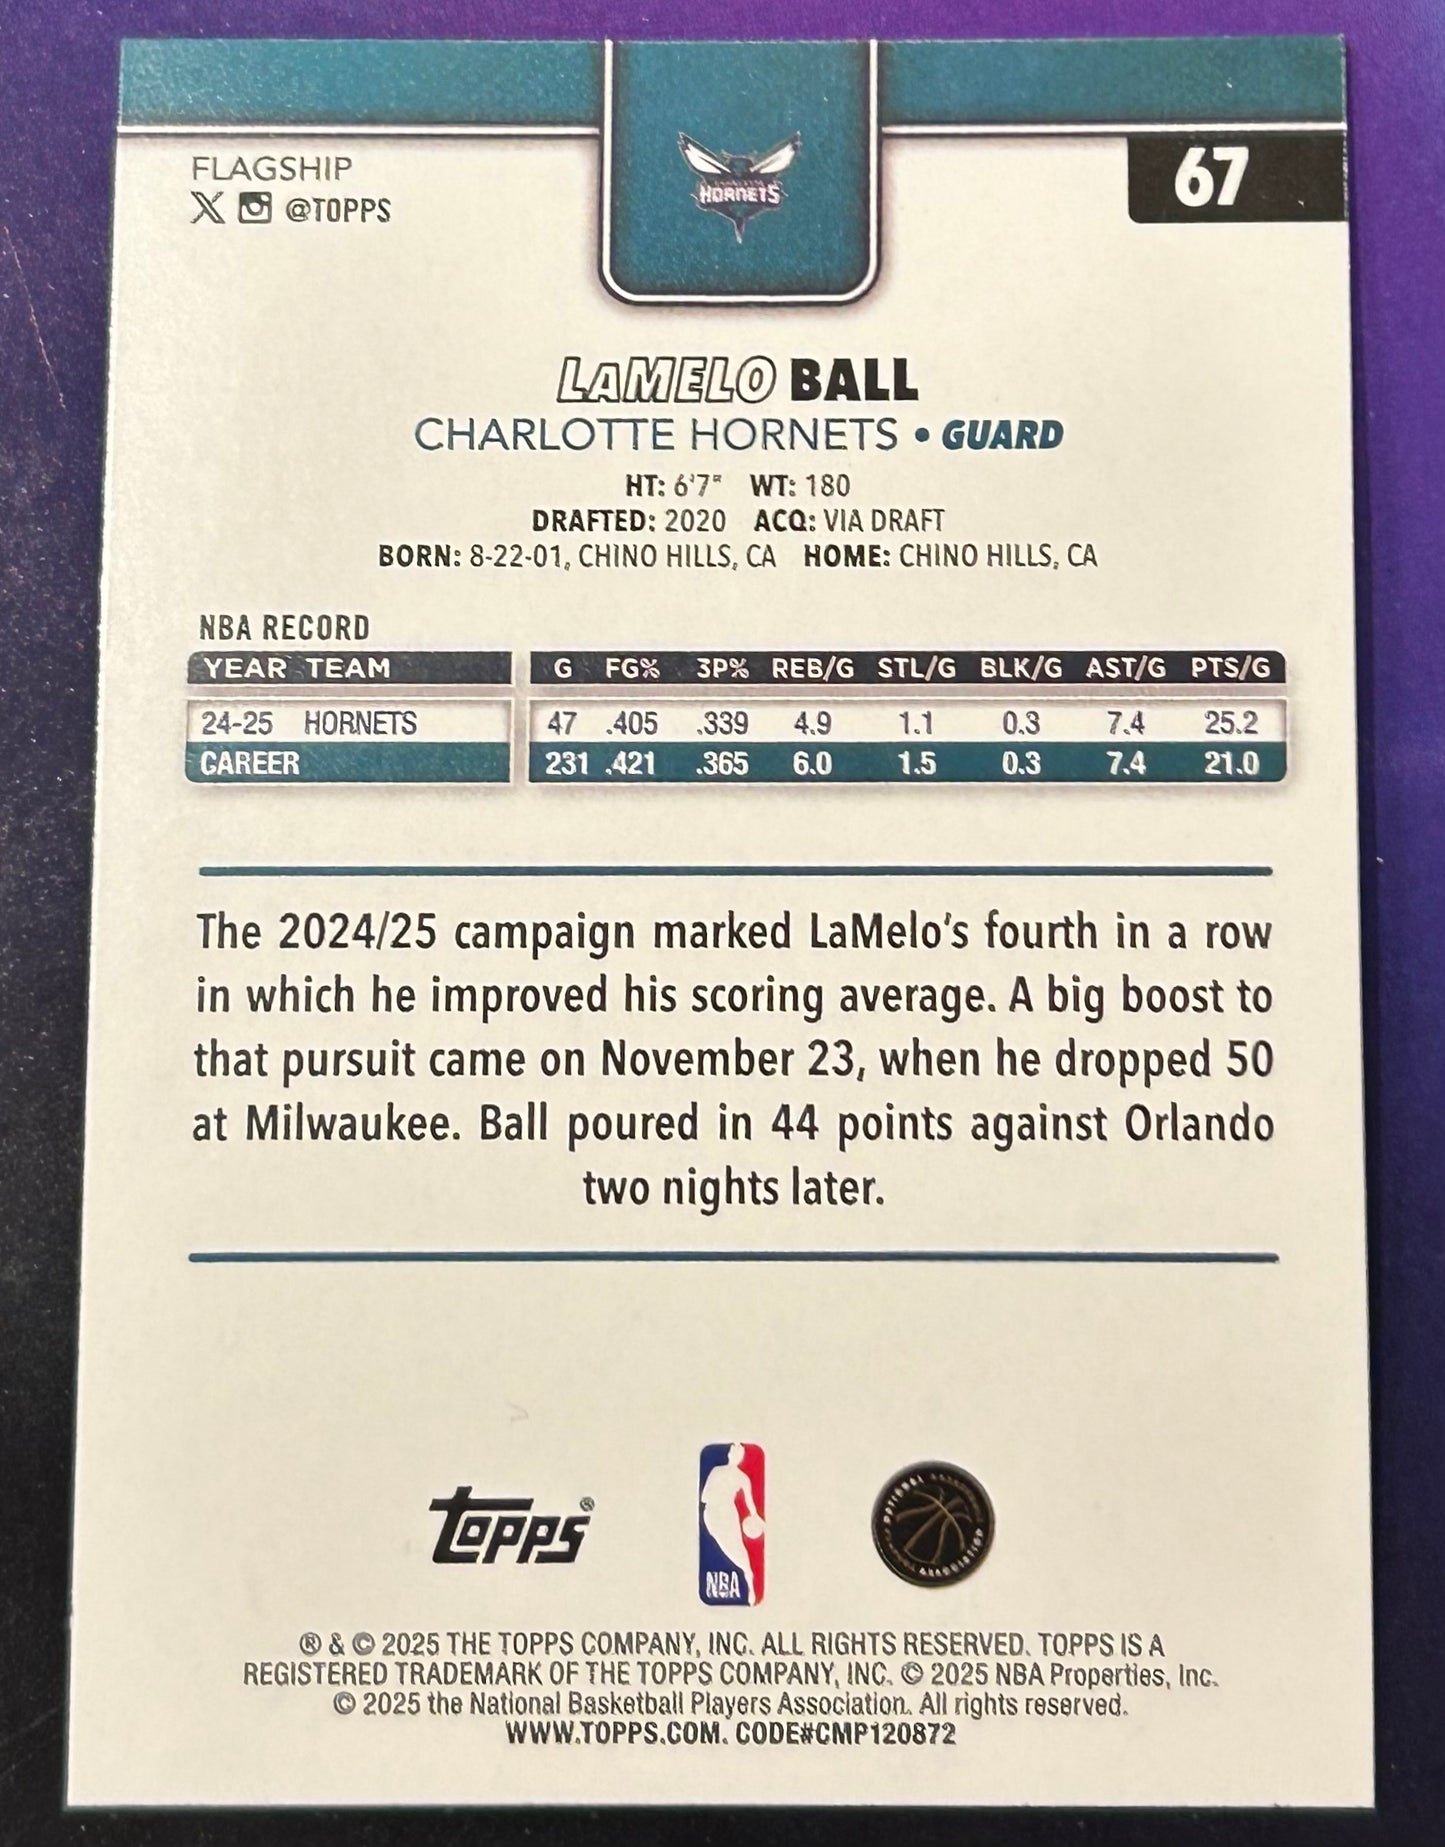 FLAGSHIP
X @TOPPS
HORNETS
67
LaMELO BALL
CHARLOTTE HORNETS • GUARD
HT: 6'7" WT: 180
DRAFTED: 2020 ACQ: VIA DRAFT
BORN: 8-22-01, CHINO HILLS, CA HOME: CHINO HILLS, CA
NBA RECORD
YEAR TEAM G FG% 3P% REB/G STL/G BLK/G AST/G PTS/G
24-25 HORNETS 47 .405 .339 4.9 1.1 0.3 7.4 25.2
CAREER 231 .421 .365 6.0 1.5 0.3 7.4 21.0
The 2024/25 campaign marked LaMelo's fourth in a row
in which he improved his scoring average. A big boost to
that pursuit came on November 23, when he dropped 50
at Milwaukee. Ball poured in 44 points against Orlando
two nights later.
Topps®
NBA
NATIONAL BASKETBALL PLAYERS ASSOCIATION
® & © 2025 THE TOPPS COMPANY, INC. ALL RIGHTS RESERVED. TOPPS IS A
REGISTERED TRADEMARK OF THE TOPPS COMPANY, INC. © 2025 NBA Properties, Inc.
© 2025 the National Basketball Players Association. All rights reserved.
WWW.TOPPS.COM. CODE#CMP120872